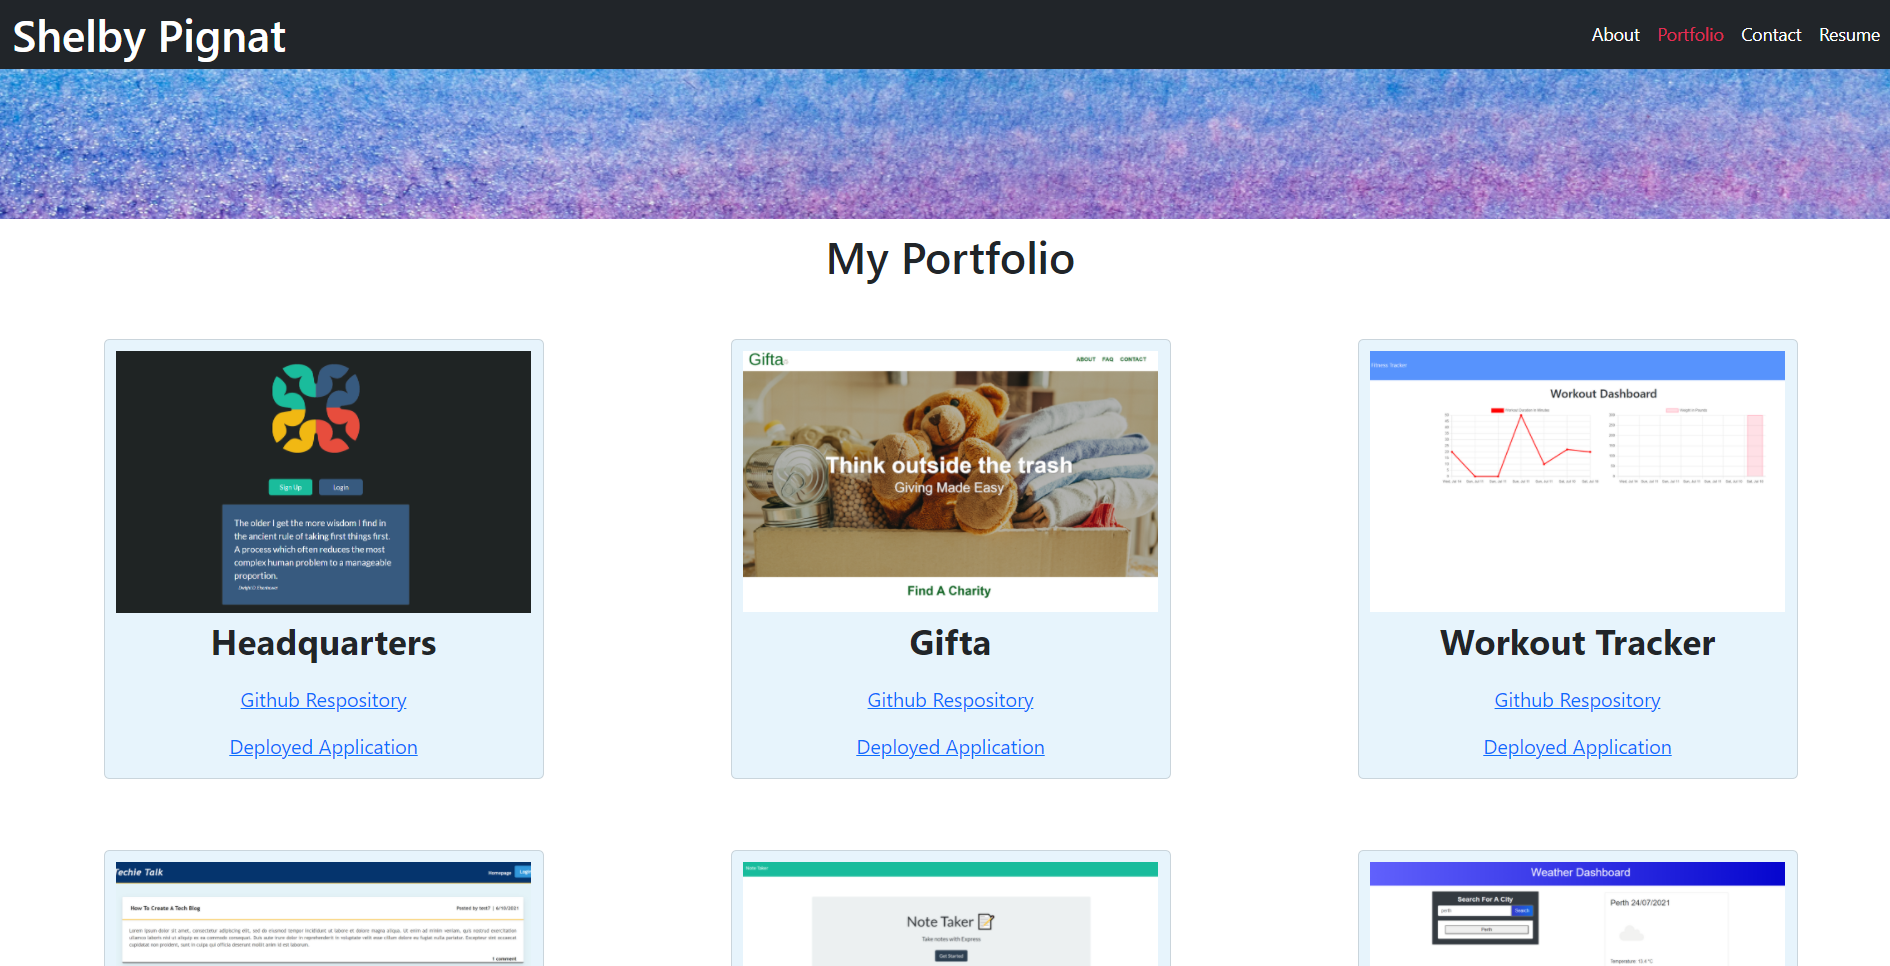 Shelby Pignat
About Portfolio Contact Resume
My Portfolio
Sign Up Login
The older I get the more wisdom I find in
the ancient rule of taking first things first.
A process which often reduces the most
complex human problem to a manageable
proportion.
Headquarters
Github Respository
Deployed Application
Gifta
ABOUT FAQ CONTACT
Think outside the trash
Giving Made Easy
Find A Charity
Gifta
Github Respository
Deployed Application
Fitness Tracker
Workout Dashboard
Workout Tracker
Github Respository
Deployed Application
Techie Talk
Homepage Login
How To Create A Tech Blog
Posted by test7 | 6/10/2021
1 comment
Note Taker
Note Taker
Take notes with Express
Get Started
Weather Dashboard
Search For A City
perth Search
Perth
Perth 24/07/2021